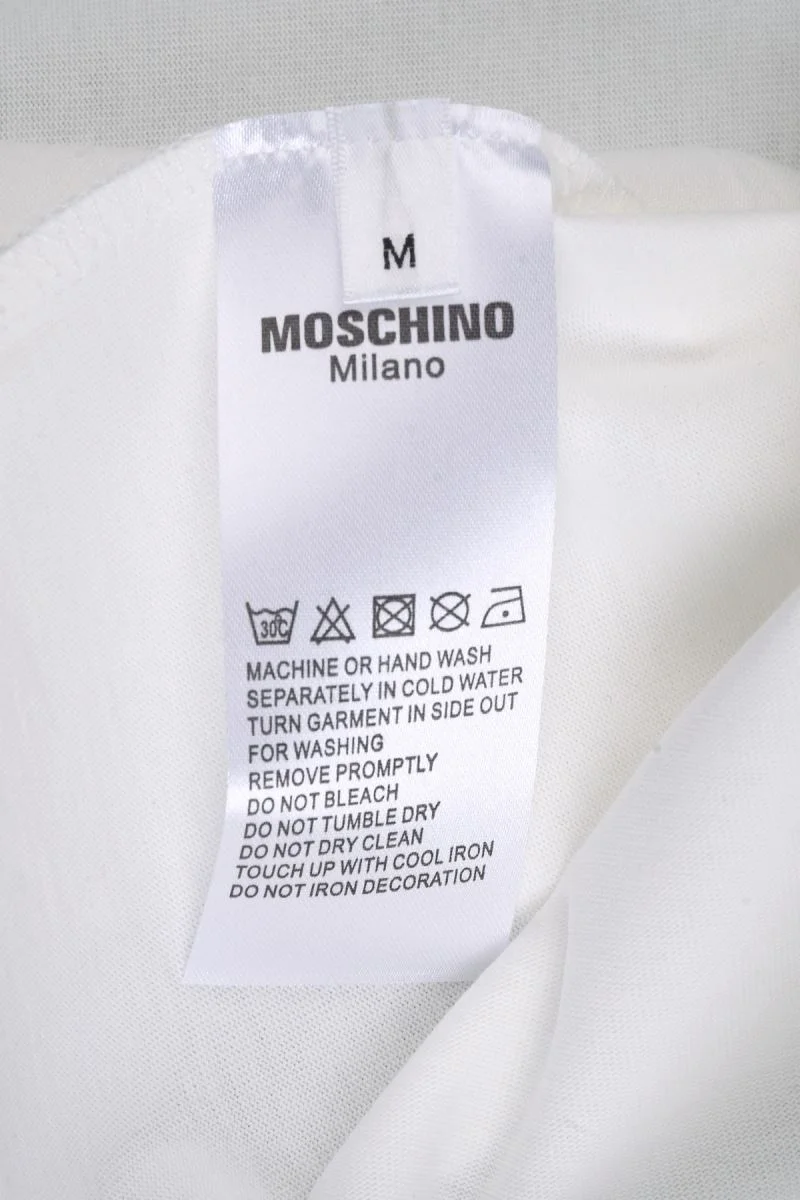 M
MOSCHINO
Milano
30C
MACHINE OR HAND WASH
SEPARATELY IN COLD WATER
TURN GARMENT IN SIDE OUT
FOR WASHING
REMOVE PROMPTLY
DO NOT BLEACH
DO NOT TUMBLE DRY
DO NOT DRY CLEAN
TOUCH UP WITH COOL IRON
DO NOT IRON DECORATION